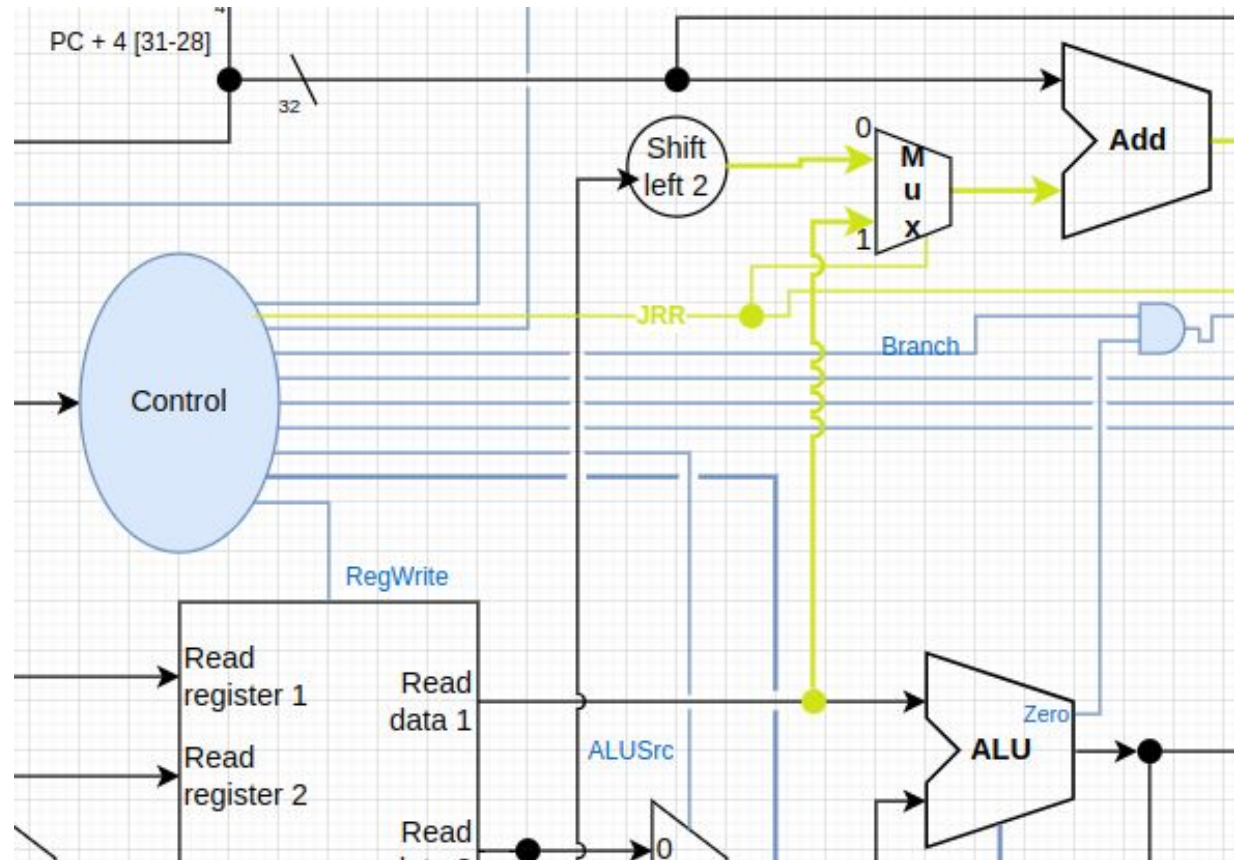 4
PC + 4 [31-28]
32
Shift
left 2
0
M
u
x
1
Add
JRR
Branch
Control
RegWrite
Read
register 1
Read
data 1
Read
register 2
ALUSrc
Zero
ALU
Read
0